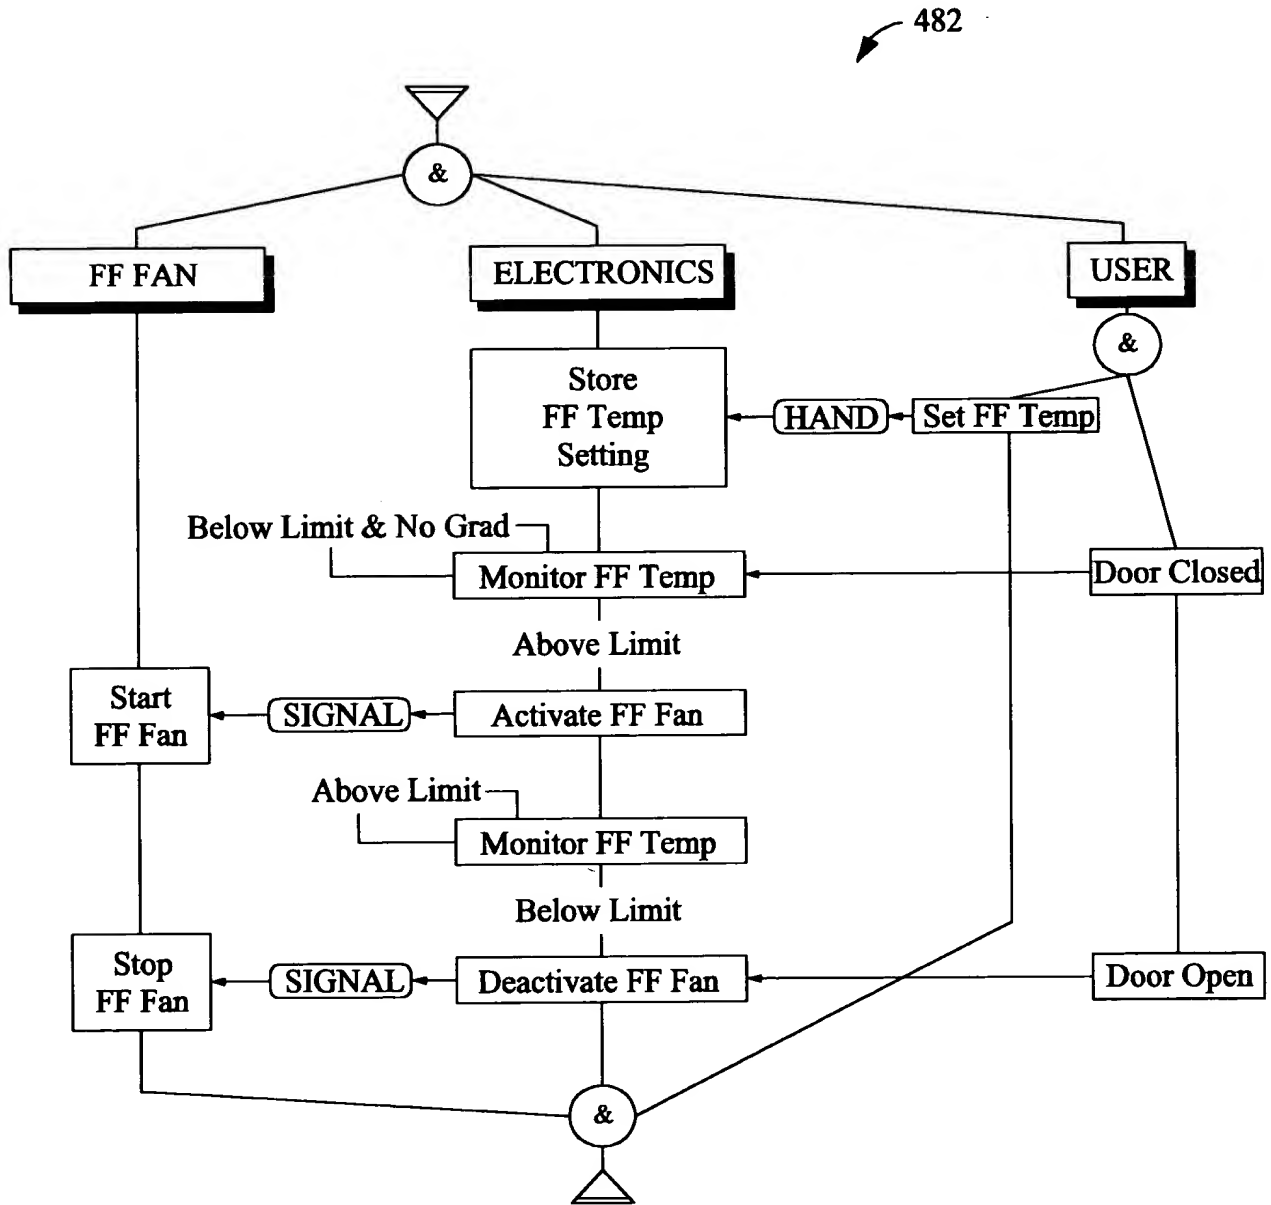 482
&
FF FAN
ELECTRONICS
USER
&
Store
FF Temp
Setting
HAND
Set FF Temp
Below Limit & No Grad
Monitor FF Temp
Door Closed
Above Limit
Start
FF Fan
SIGNAL
Activate FF Fan
Above Limit
Monitor FF Temp
Below Limit
Stop
FF Fan
SIGNAL
Deactivate FF Fan
Door Open
&